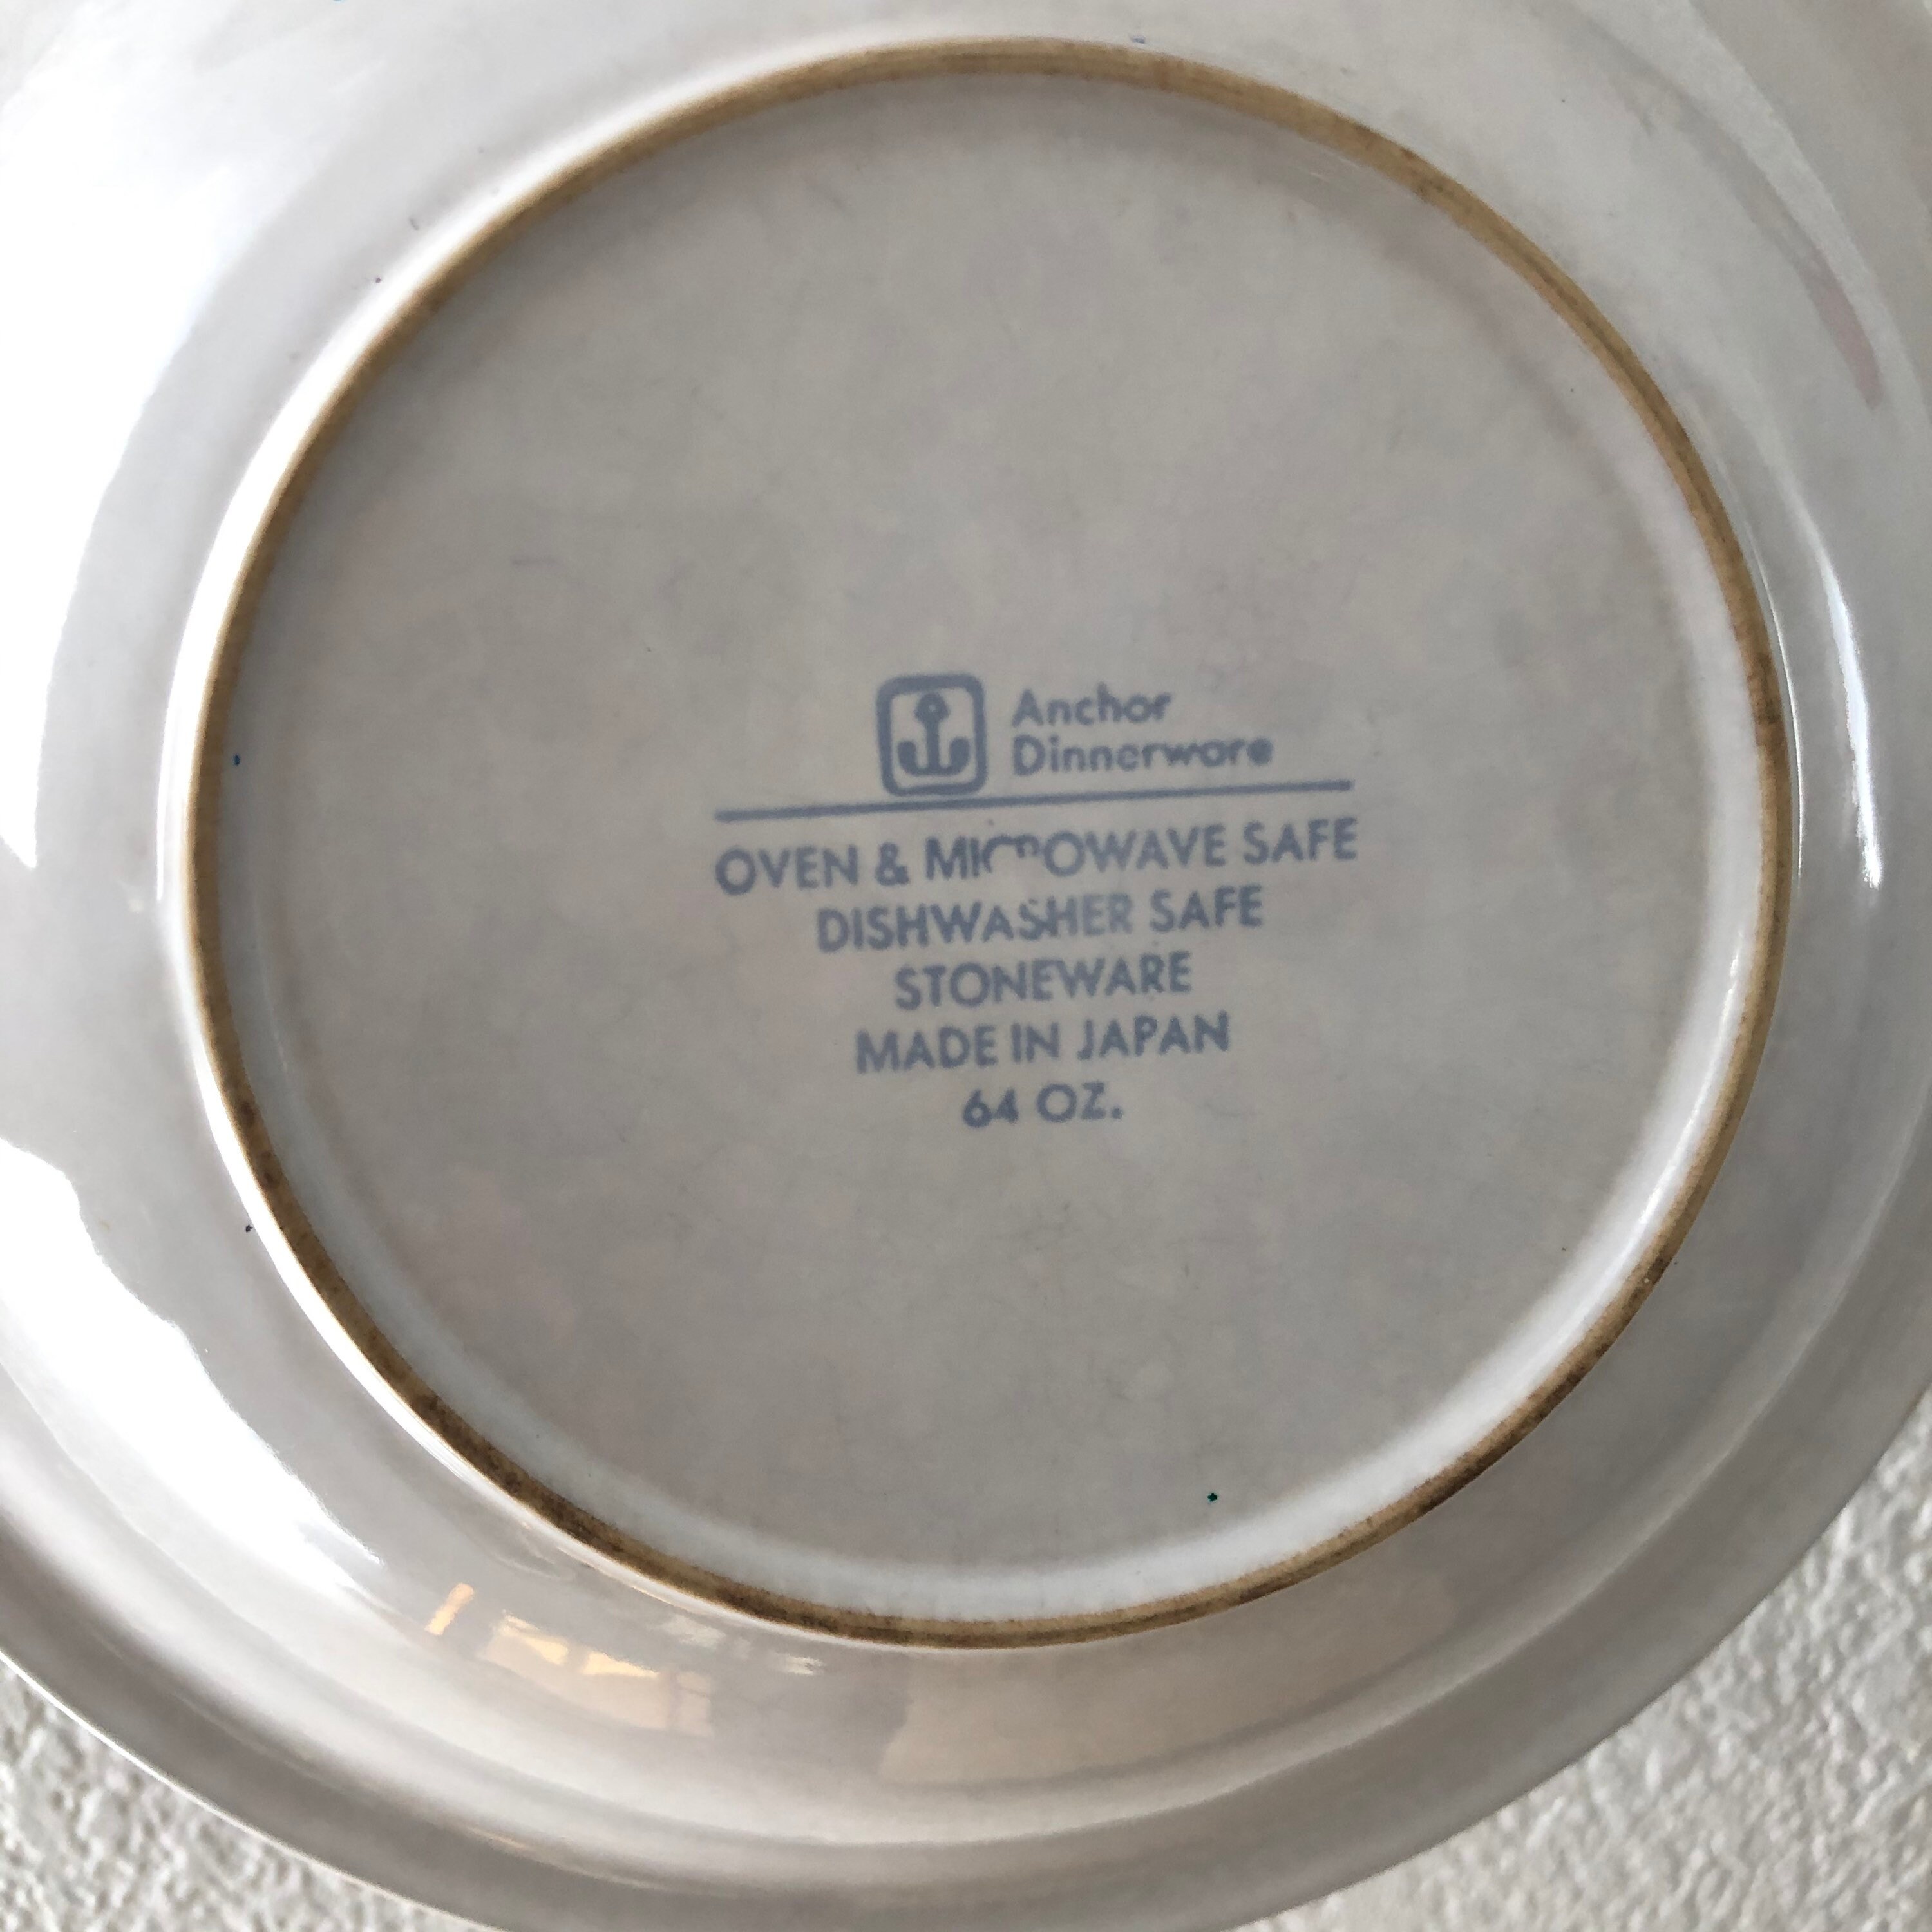 Anchor
Dinnerware
OVEN & MICROWAVE SAFE
DISHWASHER SAFE
STONEWARE
MADE IN JAPAN
64 OZ.